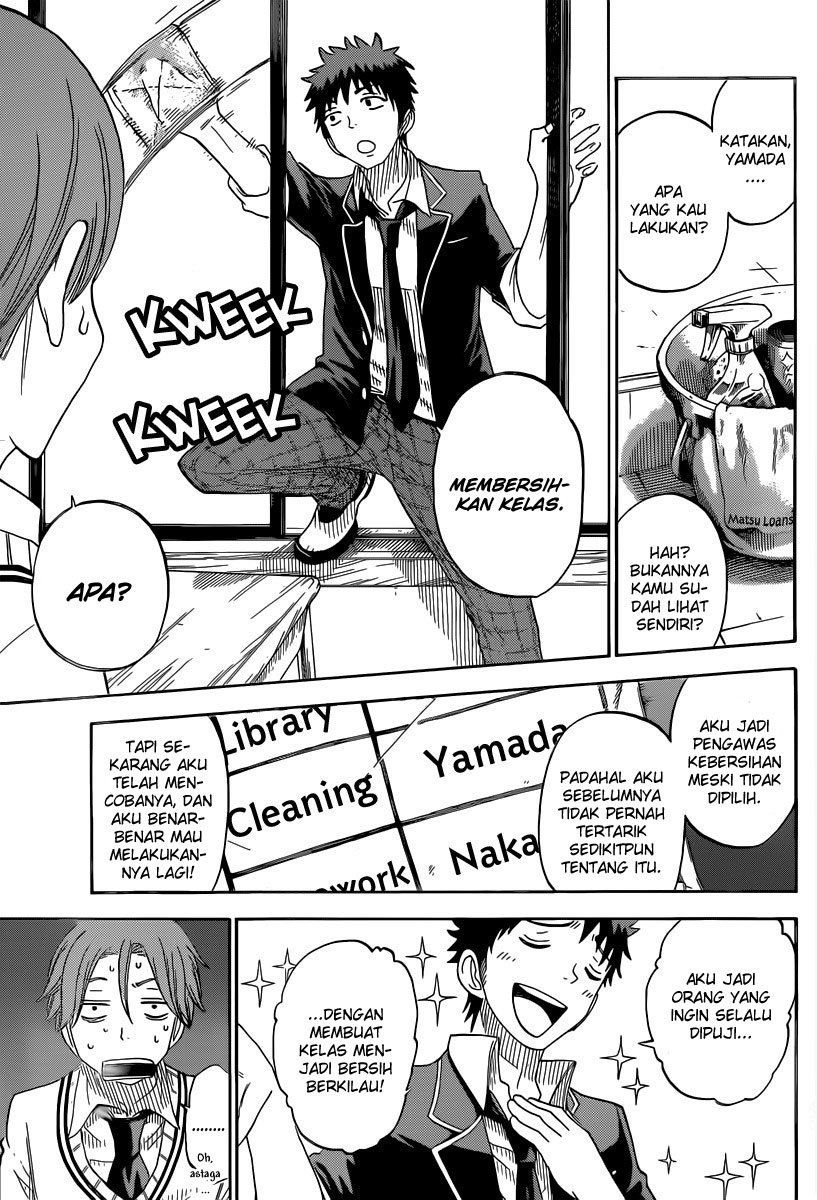 KATAKAN,
YAMADA
....
APA
YANG KAU
LAKUKAN?
Matsu Loans
HAH?
BUKANNYA
KAMU SU-
DAH LIHAT
SENDIRI?
KWEEK
KWEEK
MEMBERSIH-
KAN KELAS.
APA?
AKU JADI
PENGAWAS
KEBERSIHAN
MESKI TIDAK
DIPILIH.
PADAHAL AKU
SEBELUMNYA
TIDAK PERNAH
TERTARIK
SEDIKITPUN
TENTANG ITU.
Library
Cleaning
Yamada
work
Naka
TAPI SE-
KARANG AKU
TELAH MEN-
COBANYA, DAN
AKU BENAR-
BENAR MAU
MELAKUKAN-
NYA LAGI!
AKU JADI
ORANG YANG
INGIN SELALU
DIPUJI...
...DENGAN
MEMBUAT
KELAS MEN-
JADI BERSIH
BERKILAU!
.........
Oh,
astaga
...